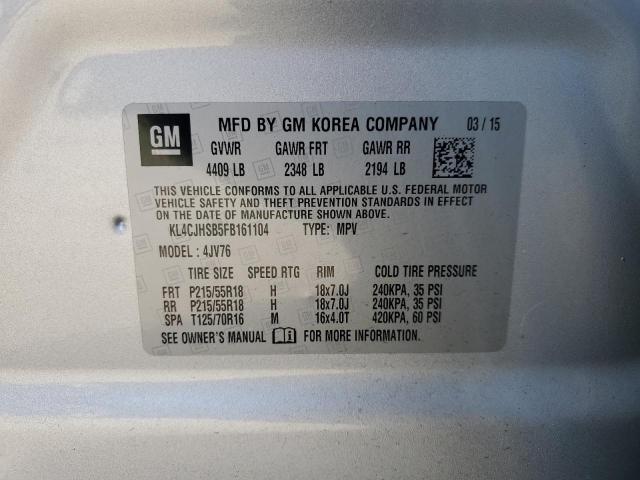 GM MFD BY GM KOREA COMPANY 03 / 15
GVWR GAWR FRT GAWR RR
4409 LB 2348 LB 2194 LB
THIS VEHICLE CONFORMS TO ALL APPLICABLE U.S. FEDERAL MOTOR
VEHICLE SAFETY AND THEFT PREVENTION STANDARDS IN EFFECT ON
THE DATE OF MANUFACTURE SHOWN ABOVE.
KL4CJHSB5FB161104 TYPE: MPV
MODEL : 4JV76
TIRE SIZE SPEED RTG RIM COLD TIRE PRESSURE
FRT P215/55R18 H 18x7.0J 240KPA, 35 PSI
RR P215/55R18 H 18x7.0J 240KPA, 35 PSI
SPA T125/70R16 M 16x4.0T 420KPA, 60 PSI
SEE OWNER'S MANUAL FOR MORE INFORMATION.